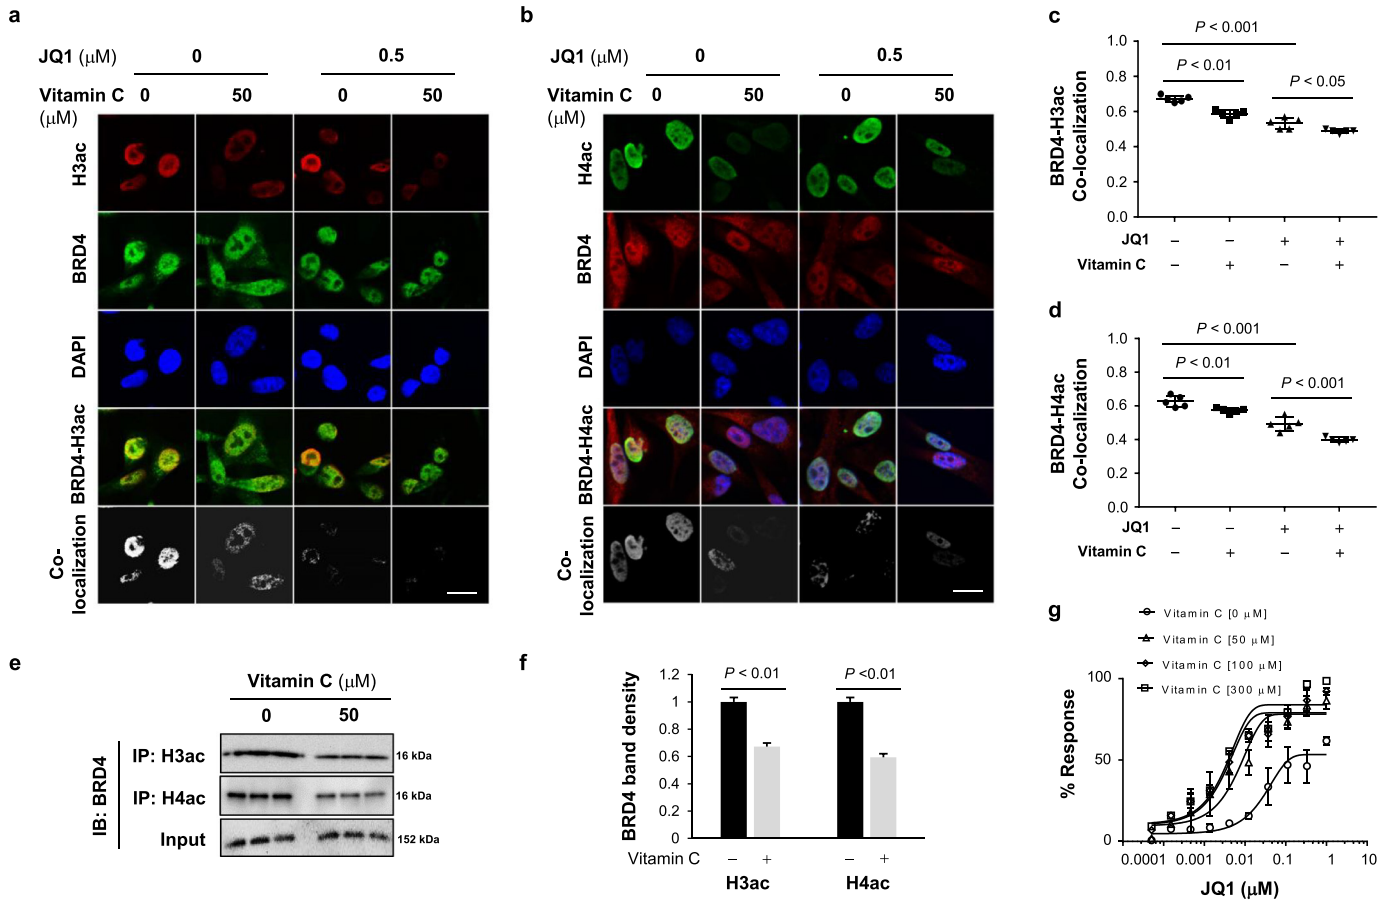 a
JQ1 (μM) 0 0.5
Vitamin C 0 50 0 50
(μM)
H3ac
BRD4
DAPI
BRD4-H3ac
Co-
localization
b
JQ1 (μM) 0 0.5
Vitamin C 0 50 0 50
(μM)
H4ac
BRD4
DAPI
BRD4-H4ac
Co-
localization
c
BRD4-H3ac
Co-localization
1.0
0.8
0.6
0.4
0.2
0.0
P < 0.001
P < 0.01
P < 0.05
JQ1 − − + +
Vitamin C − + − +
d
BRD4-H4ac
Co-localization
1.0
0.8
0.6
0.4
0.2
0.0
P < 0.001
P < 0.01
P < 0.001
JQ1 − − + +
Vitamin C − + − +
e
Vitamin C (μM)
0 50
IB: BRD4
IP: H3ac 16 kDa
IP: H4ac 16 kDa
Input 152 kDa
f
BRD4 band density
1.2
1
0.8
0.6
0.4
0.2
0
P < 0.01 P <0.01
Vitamin C − + − +
H3ac H4ac
g
Vitamin C [0 μM]
Vitamin C [50 μM]
Vitamin C [100 μM]
Vitamin C [300 μM]
% Response
100
50
0
0.0001 0.001 0.01 0.1 1 10
JQ1 (μM)